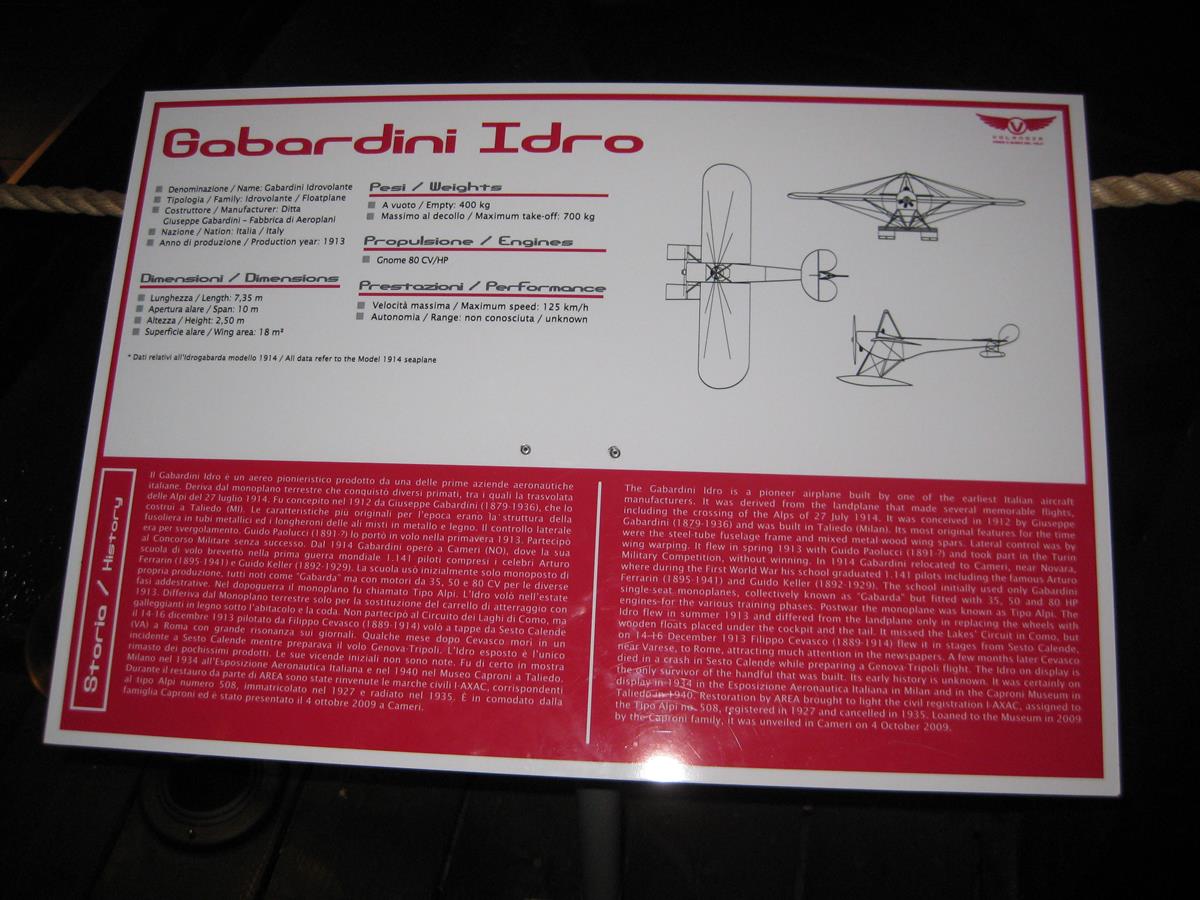 Gabardini Idro
VOLANDIA
Denominazione / Name: Gabardini Idrovolante
Tipologia / Family: Idrovolante / Floatplane
Costruttore / Manufacturer: Ditta
Giuseppe Gabardini – Fabbrica di Aeroplani
Nazione / Nation: Italia / Italy
Anno di produzione / Production year: 1913
Dimensioni / Dimensions
Lunghezza / Length: 7,35 m
Apertura alare / Span: 10 m
Altezza / Height: 2,50 m
Superficie alare / Wing area: 18 m²
* Dati relativi all'Idrogabarda modello 1914 / All data refer to the Model 1914 seaplane
Pesi / Weights
A vuoto / Empty: 400 kg
Massimo al decollo / Maximum take-off: 700 kg
Propulsione / Engines
Gnome 80 CV/HP
Prestazioni / Performance
Velocità massima / Maximum speed: 125 km/h
Autonomia / Range: non conosciuta / unknown
Storia / History
Il Gabardini Idro è un aereo pionieristico prodotto da una delle prime aziende aeronautiche
italiane. Deriva dal monoplano terrestre che conquistò diversi primati, tra i quali la trasvolata
delle Alpi del 27 luglio 1914. Fu concepito nel 1912 da Giuseppe Gabardini (1879-1936), che lo
costruì a Taliedo (MI). Le caratteristiche più originali per l'epoca erano la struttura della
fusoliera in tubi metallici ed i longheroni delle ali misti in metallo e legno. Il controllo laterale
era per svergolamento. Guido Paolucci (1891-?) lo portò in volo nella primavera 1913. Partecipò
al Concorso Militare senza successo. Dal 1914 Gabardini operò a Cameri (NO), dove la sua
scuola di volo brevettò nella prima guerra mondiale 1.141 piloti compresi i celebri Arturo
Ferrarin (1895-1941) e Guido Keller (1892-1929). La scuola usò inizialmente solo monoposto di
propria produzione, tutti noti come "Gabarda" ma con motori da 35, 50 e 80 CV per le diverse
fasi addestrative. Nel dopoguerra il monoplano fu chiamato Tipo Alpi. L'Idro volò nell'estate
1913. Differiva dal Monoplano terrestre solo per la sostituzione del carrello di atterraggio con
galleggianti in legno sotto l'abitacolo e la coda. Non partecipò al Circuito dei Laghi di Como, ma
il 14-16 dicembre 1913 pilotato da Filippo Cevasco (1889-1914) volò a tappe da Sesto Calende
(VA) a Roma con grande risonanza sui giornali. Qualche mese dopo Cevasco morì in un
incidente a Sesto Calende mentre preparava il volo Genova-Tripoli. L'Idro esposto è l'unico
rimasto dei pochissimi prodotti. Le sue vicende iniziali non sono note. Fu di certo in mostra
Milano nel 1934 all'Esposizione Aeronautica Italiana e nel 1940 nel Museo Caproni a Taliedo.
Durante il restauro da parte di AREA sono state rinvenute le marche civili I-AXAC, corrispondenti
al tipo Alpi numero 508, immatricolato nel 1927 e radiato nel 1935. È in comodato dalla
famiglia Caproni ed è stato presentato il 4 ottobre 2009 a Cameri.
The Gabardini Idro is a pioneer airplane built by one of the earliest Italian aircraft
manufacturers. It was derived from the landplane that made several memorable flights,
including the crossing of the Alps of 27 July 1914. It was conceived in 1912 by Giuseppe
Gabardini (1879-1936) and was built in Taliedo (Milan). Its most original features for the time
were the steel-tube fuselage frame and mixed metal-wood wing spars. Lateral control was by
wing warping. It flew in spring 1913 with Guido Paolucci (1891-?) and took part in the Turin
Military Competition, without winning. In 1914 Gabardini relocated to Cameri, near Novara,
where during the First World War his school graduated 1.141 pilots including the famous Arturo
Ferrarin (1895-1941) and Guido Keller (1892-1929). The school initially used only Gabardini
single-seat monoplanes, collectively known as "Gabarda" but fitted with 35, 50 and 80 HP
engines for the various training phases. Postwar the monoplane was known as Tipo Alpi. The
Idro flew in summer 1913 and differed from the landplane only in replacing the wheels with
wooden floats placed under the cockpit and the tail. It missed the Lakes' Circuit in Como, but
on 14-16 December 1913 Filippo Cevasco (1889-1914) flew it in stages from Sesto Calende,
near Varese, to Rome, attracting much attention in the newspapers. A few months later Cevasco
died in a crash in Sesto Calende while preparing a Genova-Tripoli flight. The Idro on display is
the only survivor of the handful that was built. Its early history is unknown. It was certainly on
display in 1934 in the Esposizione Aeronautica Italiana in Milan and in the Caproni Museum in
Taliedo in 1940. Restoration by AREA brought to light the civil registration I-AXAC, assigned to
the Tipo Alpi no. 508, registered in 1927 and cancelled in 1935. Loaned to the Museum in 2009
by the Caproni family, it was unveiled in Cameri on 4 October 2009.